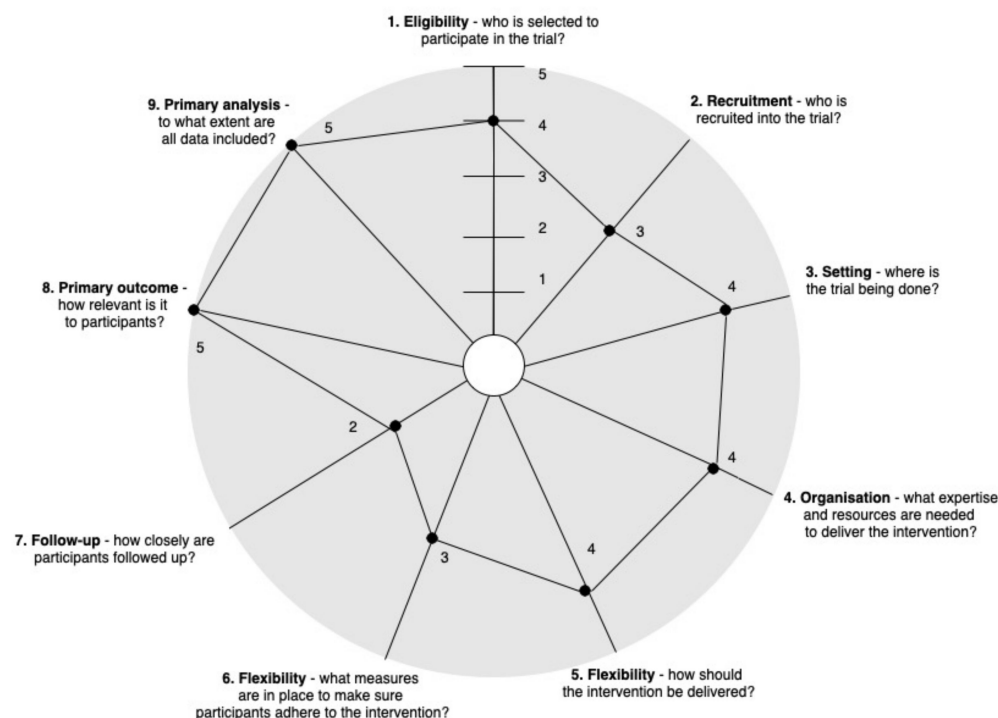 1. Eligibility - who is selected to
participate in the trial?
5
4
3
2
1
2. Recruitment - who is
recruited into the trial?
3
3. Setting - where is
the trial being done?
4
4
4. Organisation - what expertise
and resources are needed
to deliver the intervention?
4
5. Flexibility - how should
the intervention be delivered?
3
6. Flexibility - what measures
are in place to make sure
participants adhere to the intervention?
2
7. Follow-up - how closely are
participants followed up?
8. Primary outcome -
how relevant is it
to participants?
5
9. Primary analysis -
to what extent are
all data included?
5